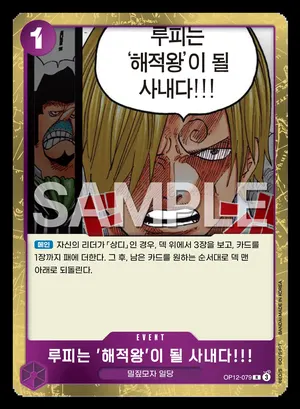 1
루피는
‘해적왕’이 될
사내다!!!
SAMPLE
메인 자신의 리더가 「상디」인 경우, 덱 위에서 3장을 보고, 카드를
1장까지 패에 더한다. 그 후, 남은 카드를 원하는 순서대로 덱 맨
아래로 되돌린다.
EVENT
루피는 ‘해적왕’이 될 사내다!!!
밀짚모자 일당
OP12-079 R 3